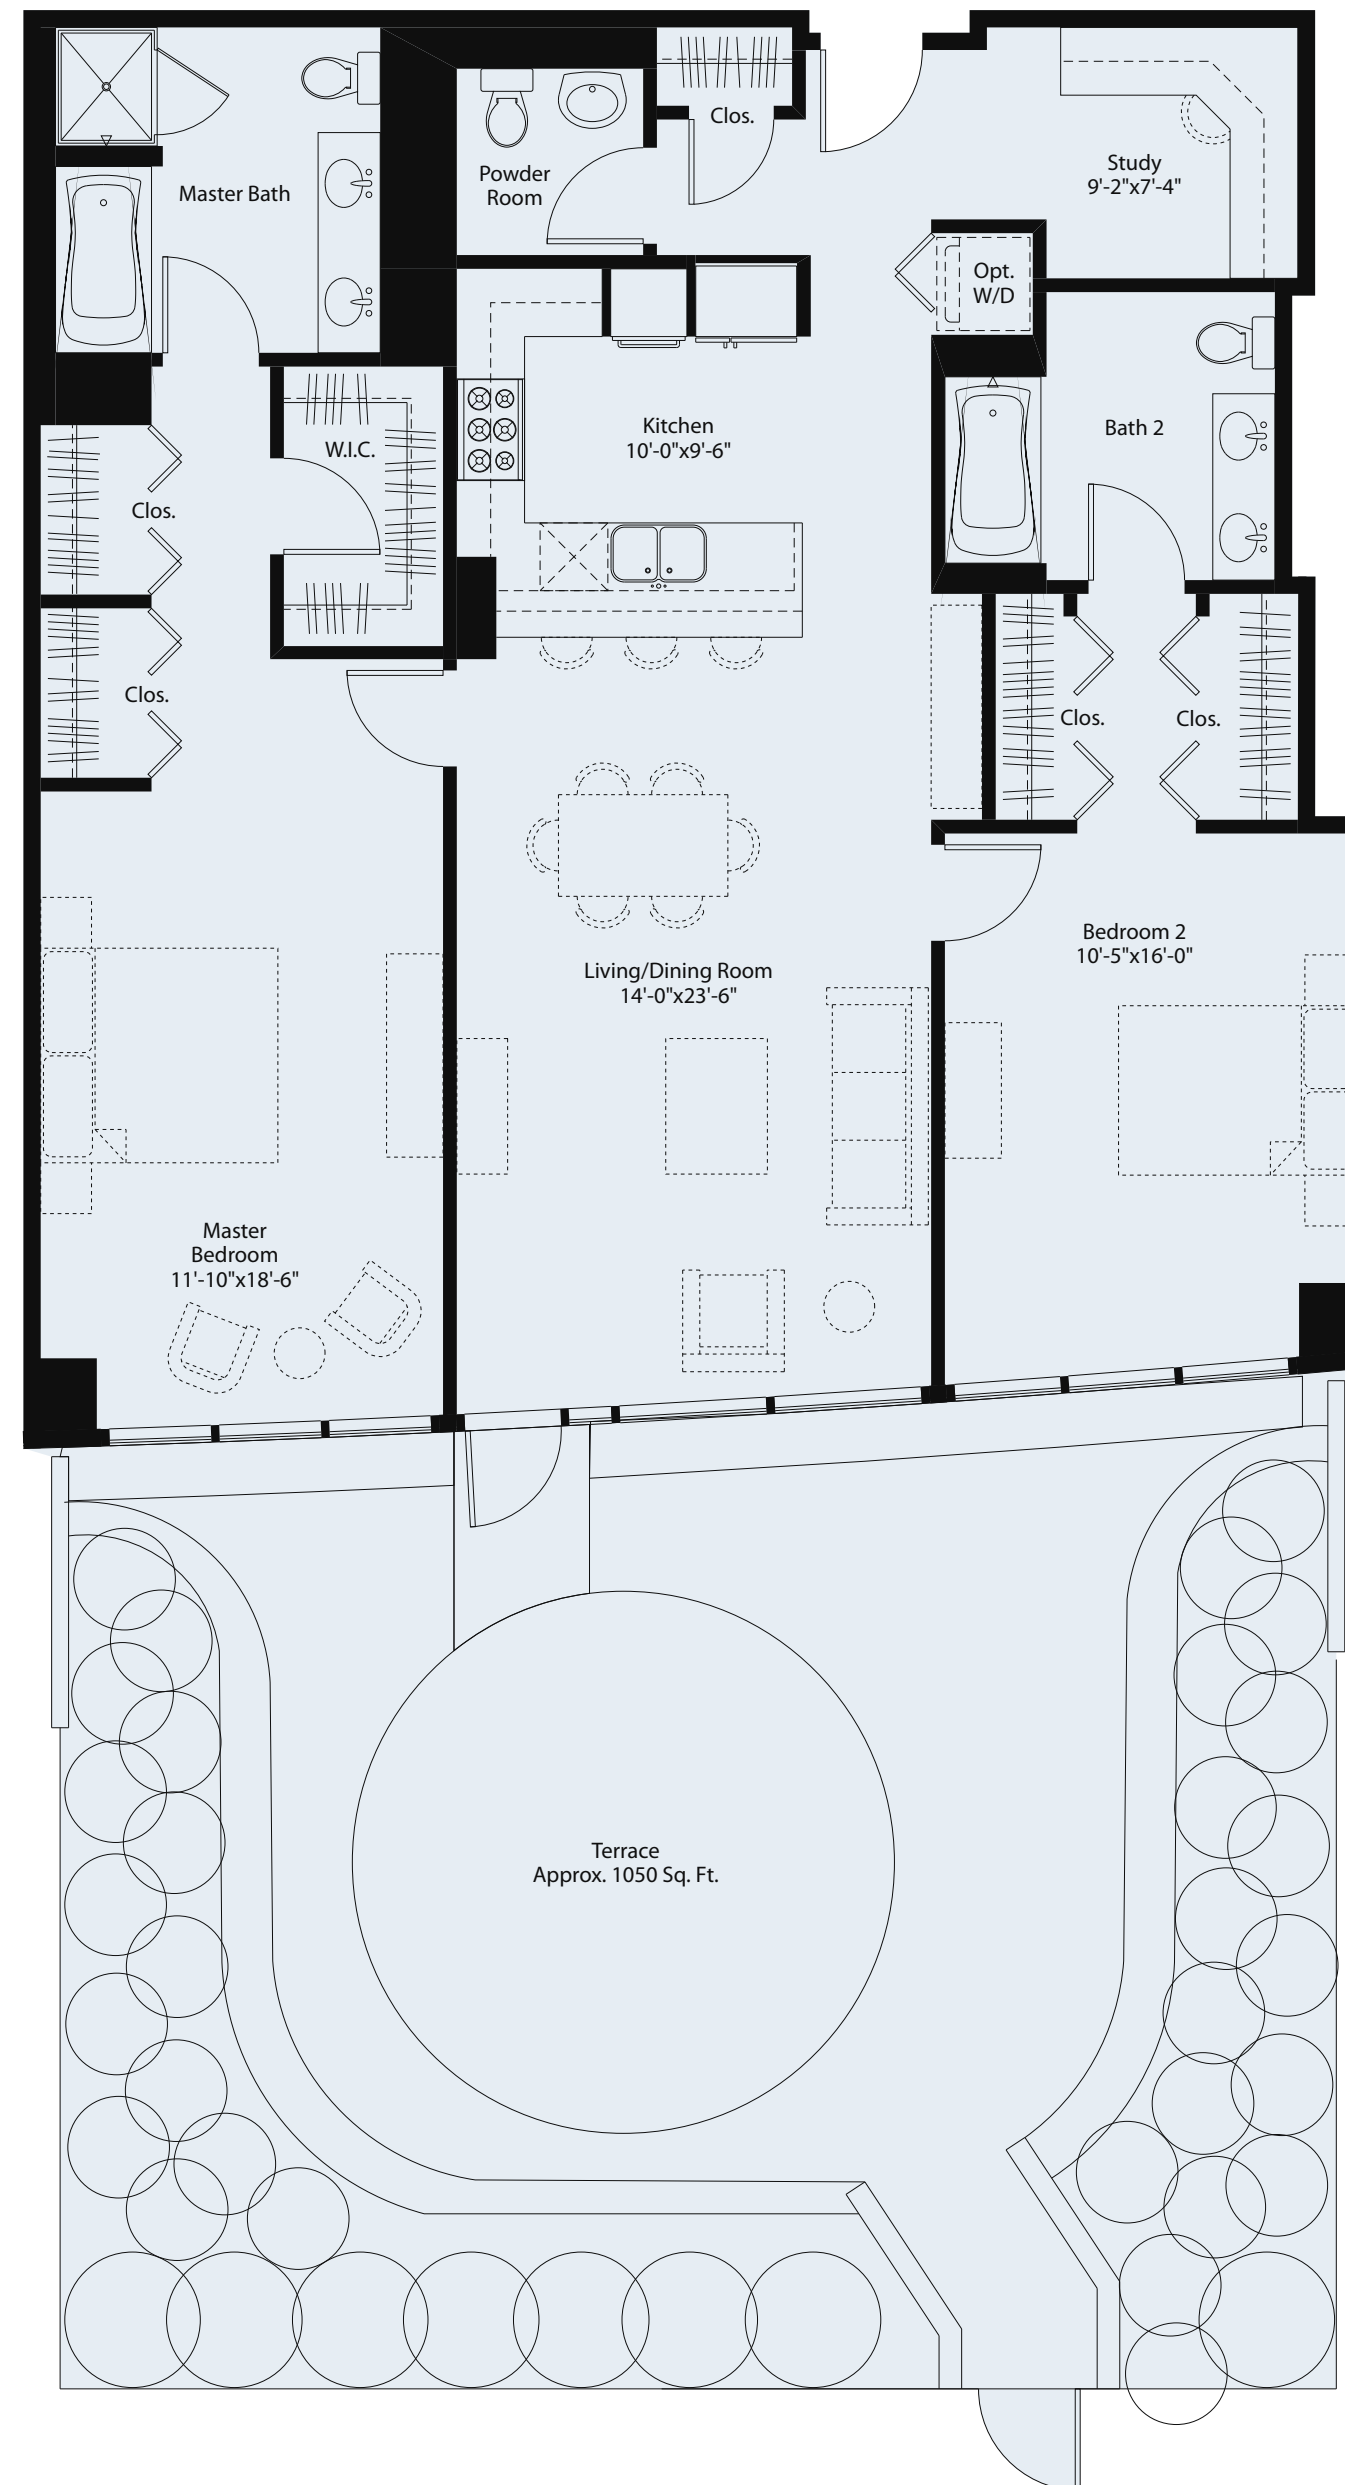 Clos.
Study
9'-2"x7'-4"
Powder
Room
Master Bath
Opt.
W/D
Kitchen
10'-0"x9'-6"
Bath 2
W.I.C.
Clos.
Clos.
Clos.
Clos.
Bedroom 2
10'-5"x16'-0"
Living/Dining Room
14'-0"x23'-6"
Master
Bedroom
11'-10"x18'-6"
Terrace
Approx. 1050 Sq. Ft.